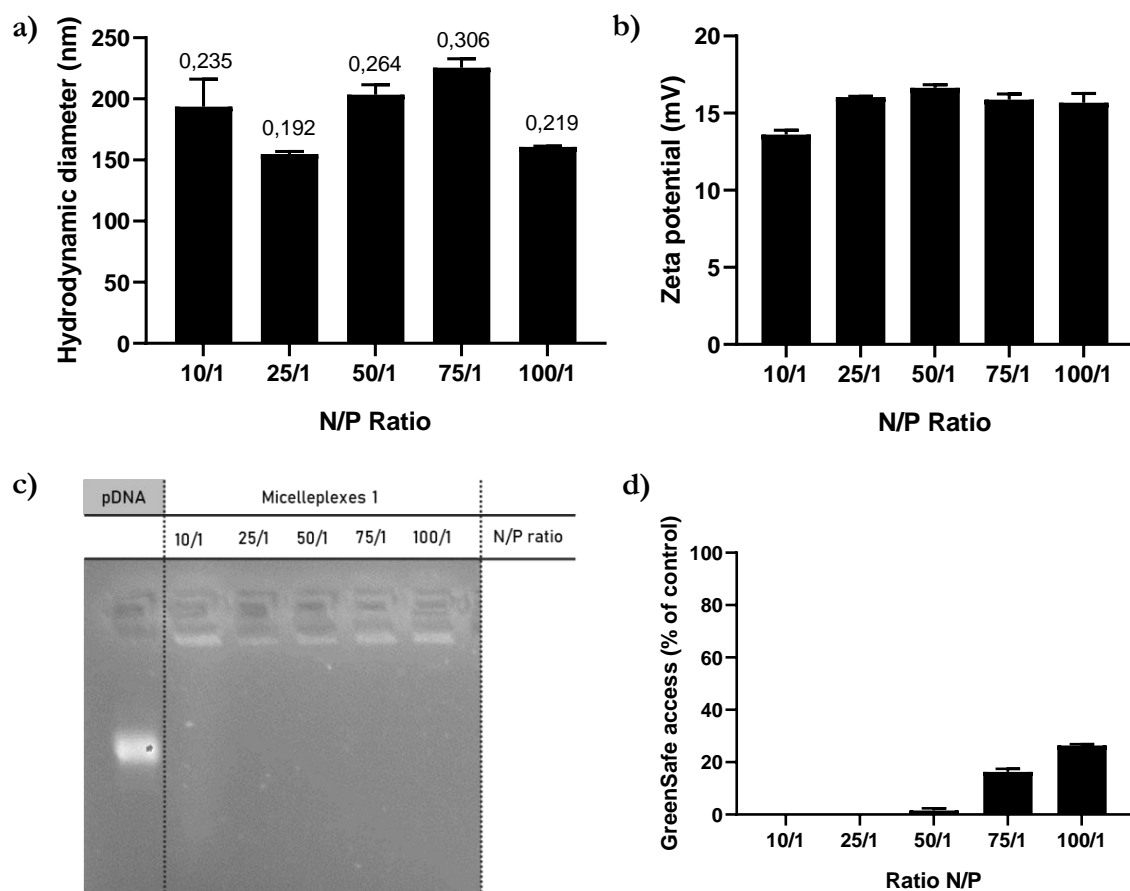 a)
Hydrodynamic diameter (nm)
250
200
150
100
50
0
0,235
0,192
0,264
0,306
0,219
10/1 25/1 50/1 75/1 100/1
N/P Ratio
b)
Zeta potential (mV)
20
15
10
5
0
10/1 25/1 50/1 75/1 100/1
N/P Ratio
c)
pDNA Micelleplexes 1
10/1 25/1 50/1 75/1 100/1 N/P ratio
d)
GreenSafe access (% of control)
100
80
60
40
20
0
10/1 25/1 50/1 75/1 100/1
Ratio N/P